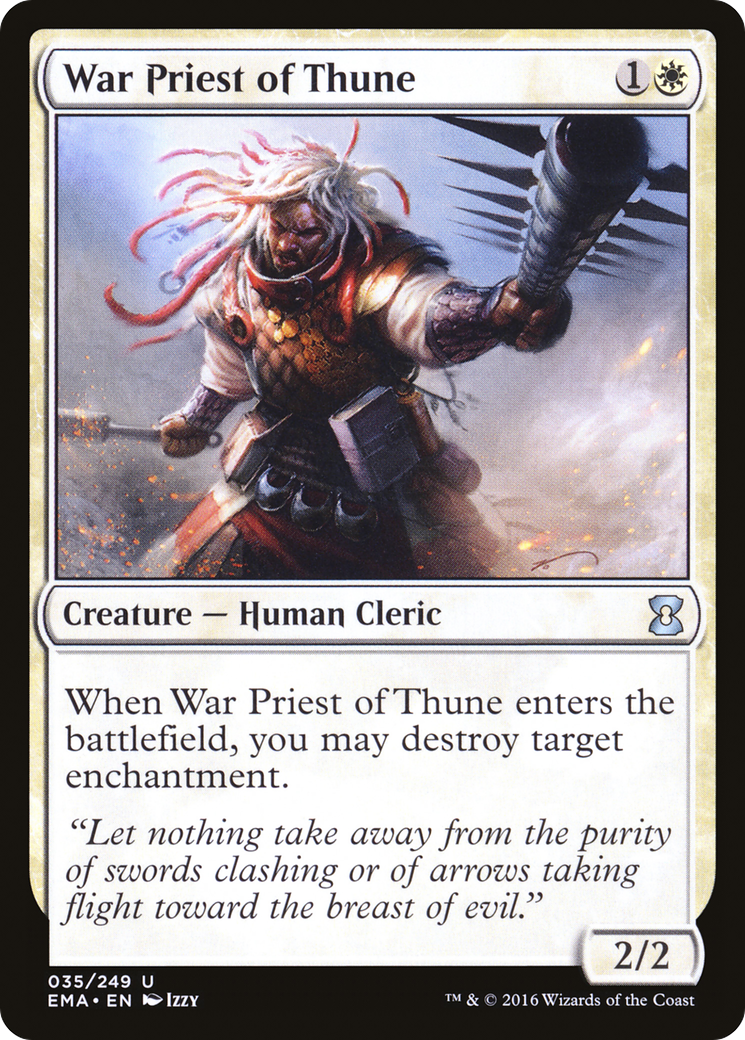 War Priest of Thune 1
Creature — Human Cleric
When War Priest of Thune enters the
battlefield, you may destroy target
enchantment.
“Let nothing take away from the purity
of swords clashing or of arrows taking
flight toward the breast of evil.”
2/2
035/249 U
EMA • EN Izzy
™ & © 2016 Wizards of the Coast